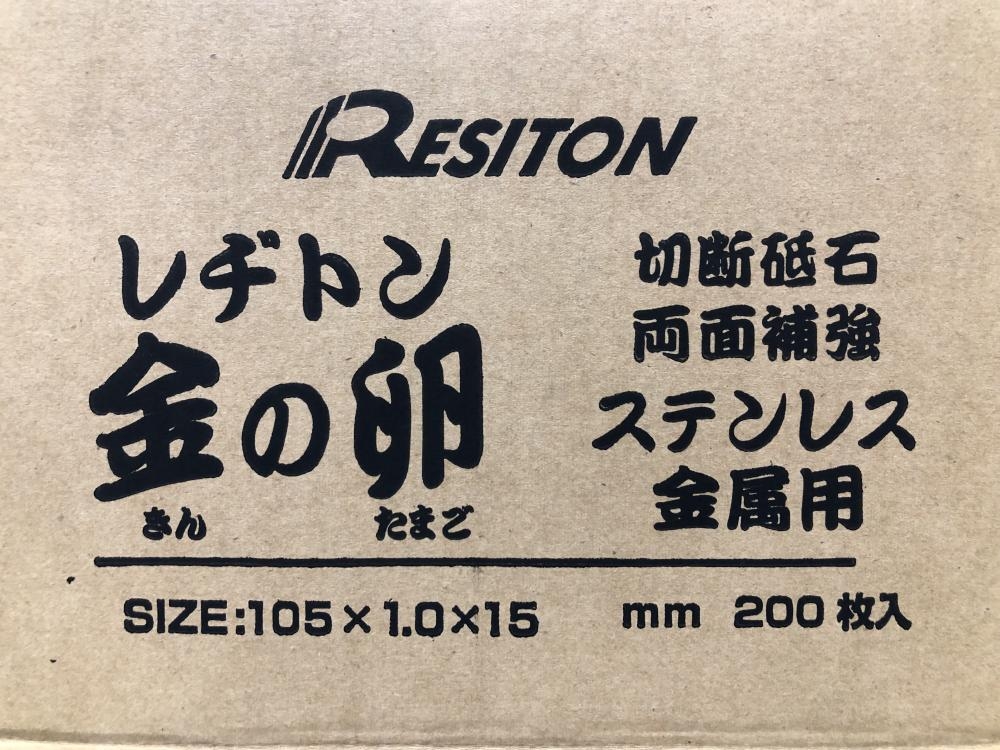 RESITON
レヂトン
金の卵
きん たまご
切断砥石
両面補強
ステンレス
金属用
SIZE:105×1.0×15 mm 200枚入